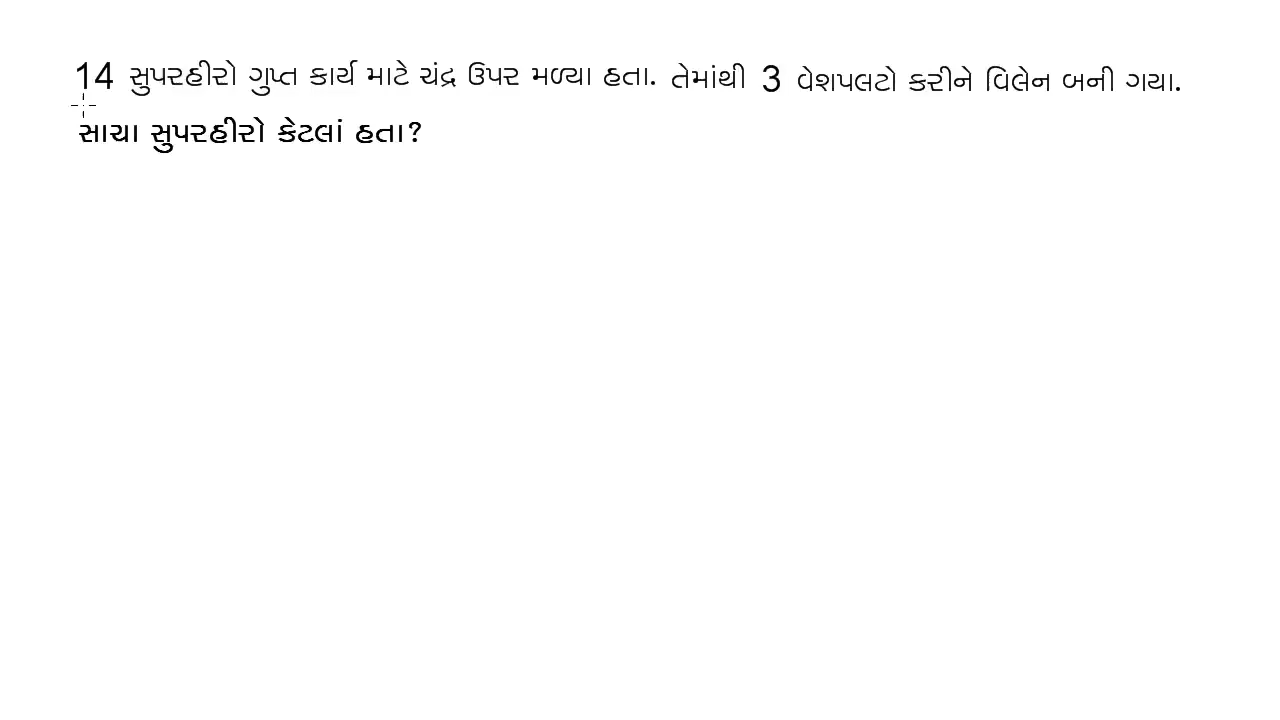 14 સુપરહીરો ગુપ્ત કાર્ય માટે ચંદ્ર ઉપર મળ્યા હતા. તેમાંથી 3 વેશપલટો કરીને વિલેન બની ગયા.
સાચા સુપરહીરો કેટલાં હતા?